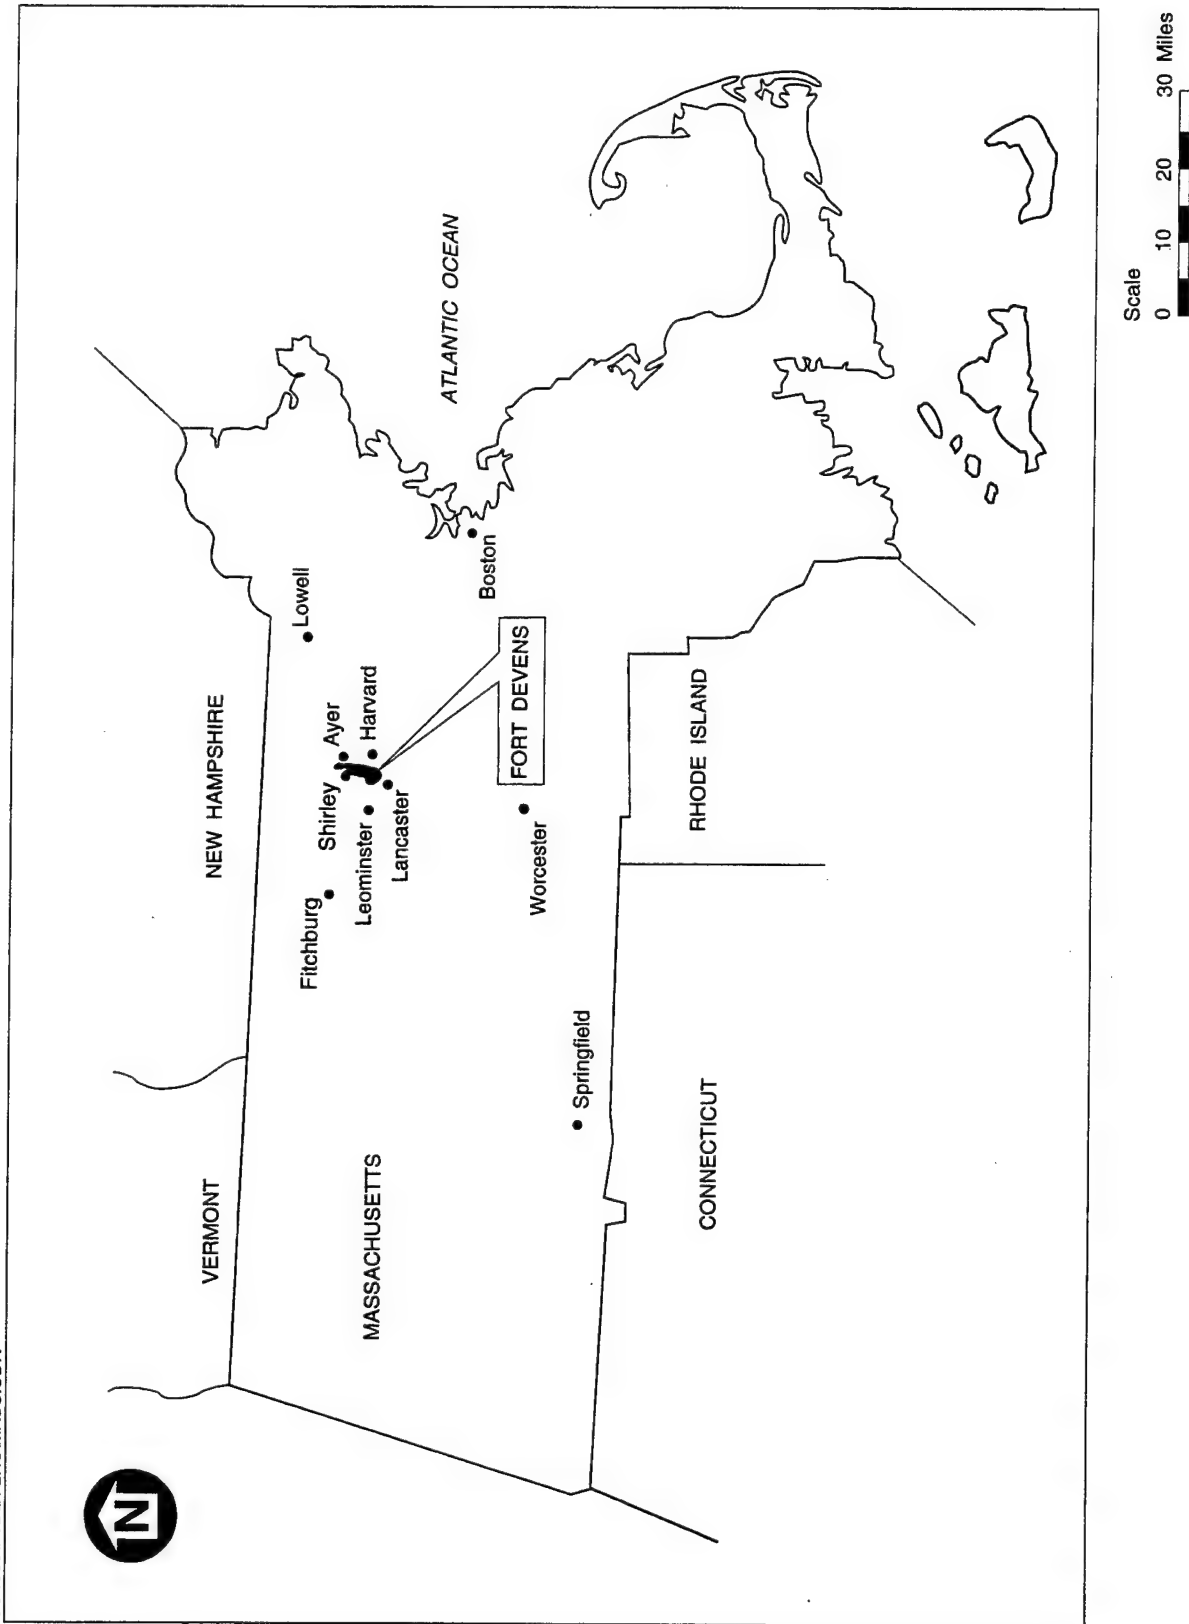 N
VERMONT
NEW HAMPSHIRE
MASSACHUSETTS
Fitchburg
Shirley
Ayer
Lowell
Leominster
Harvard
Lancaster
ATLANTIC OCEAN
Boston
FORT DEVENS
Worcester
Springfield
CONNECTICUT
RHODE ISLAND
Scale
0 10 20 30 Miles